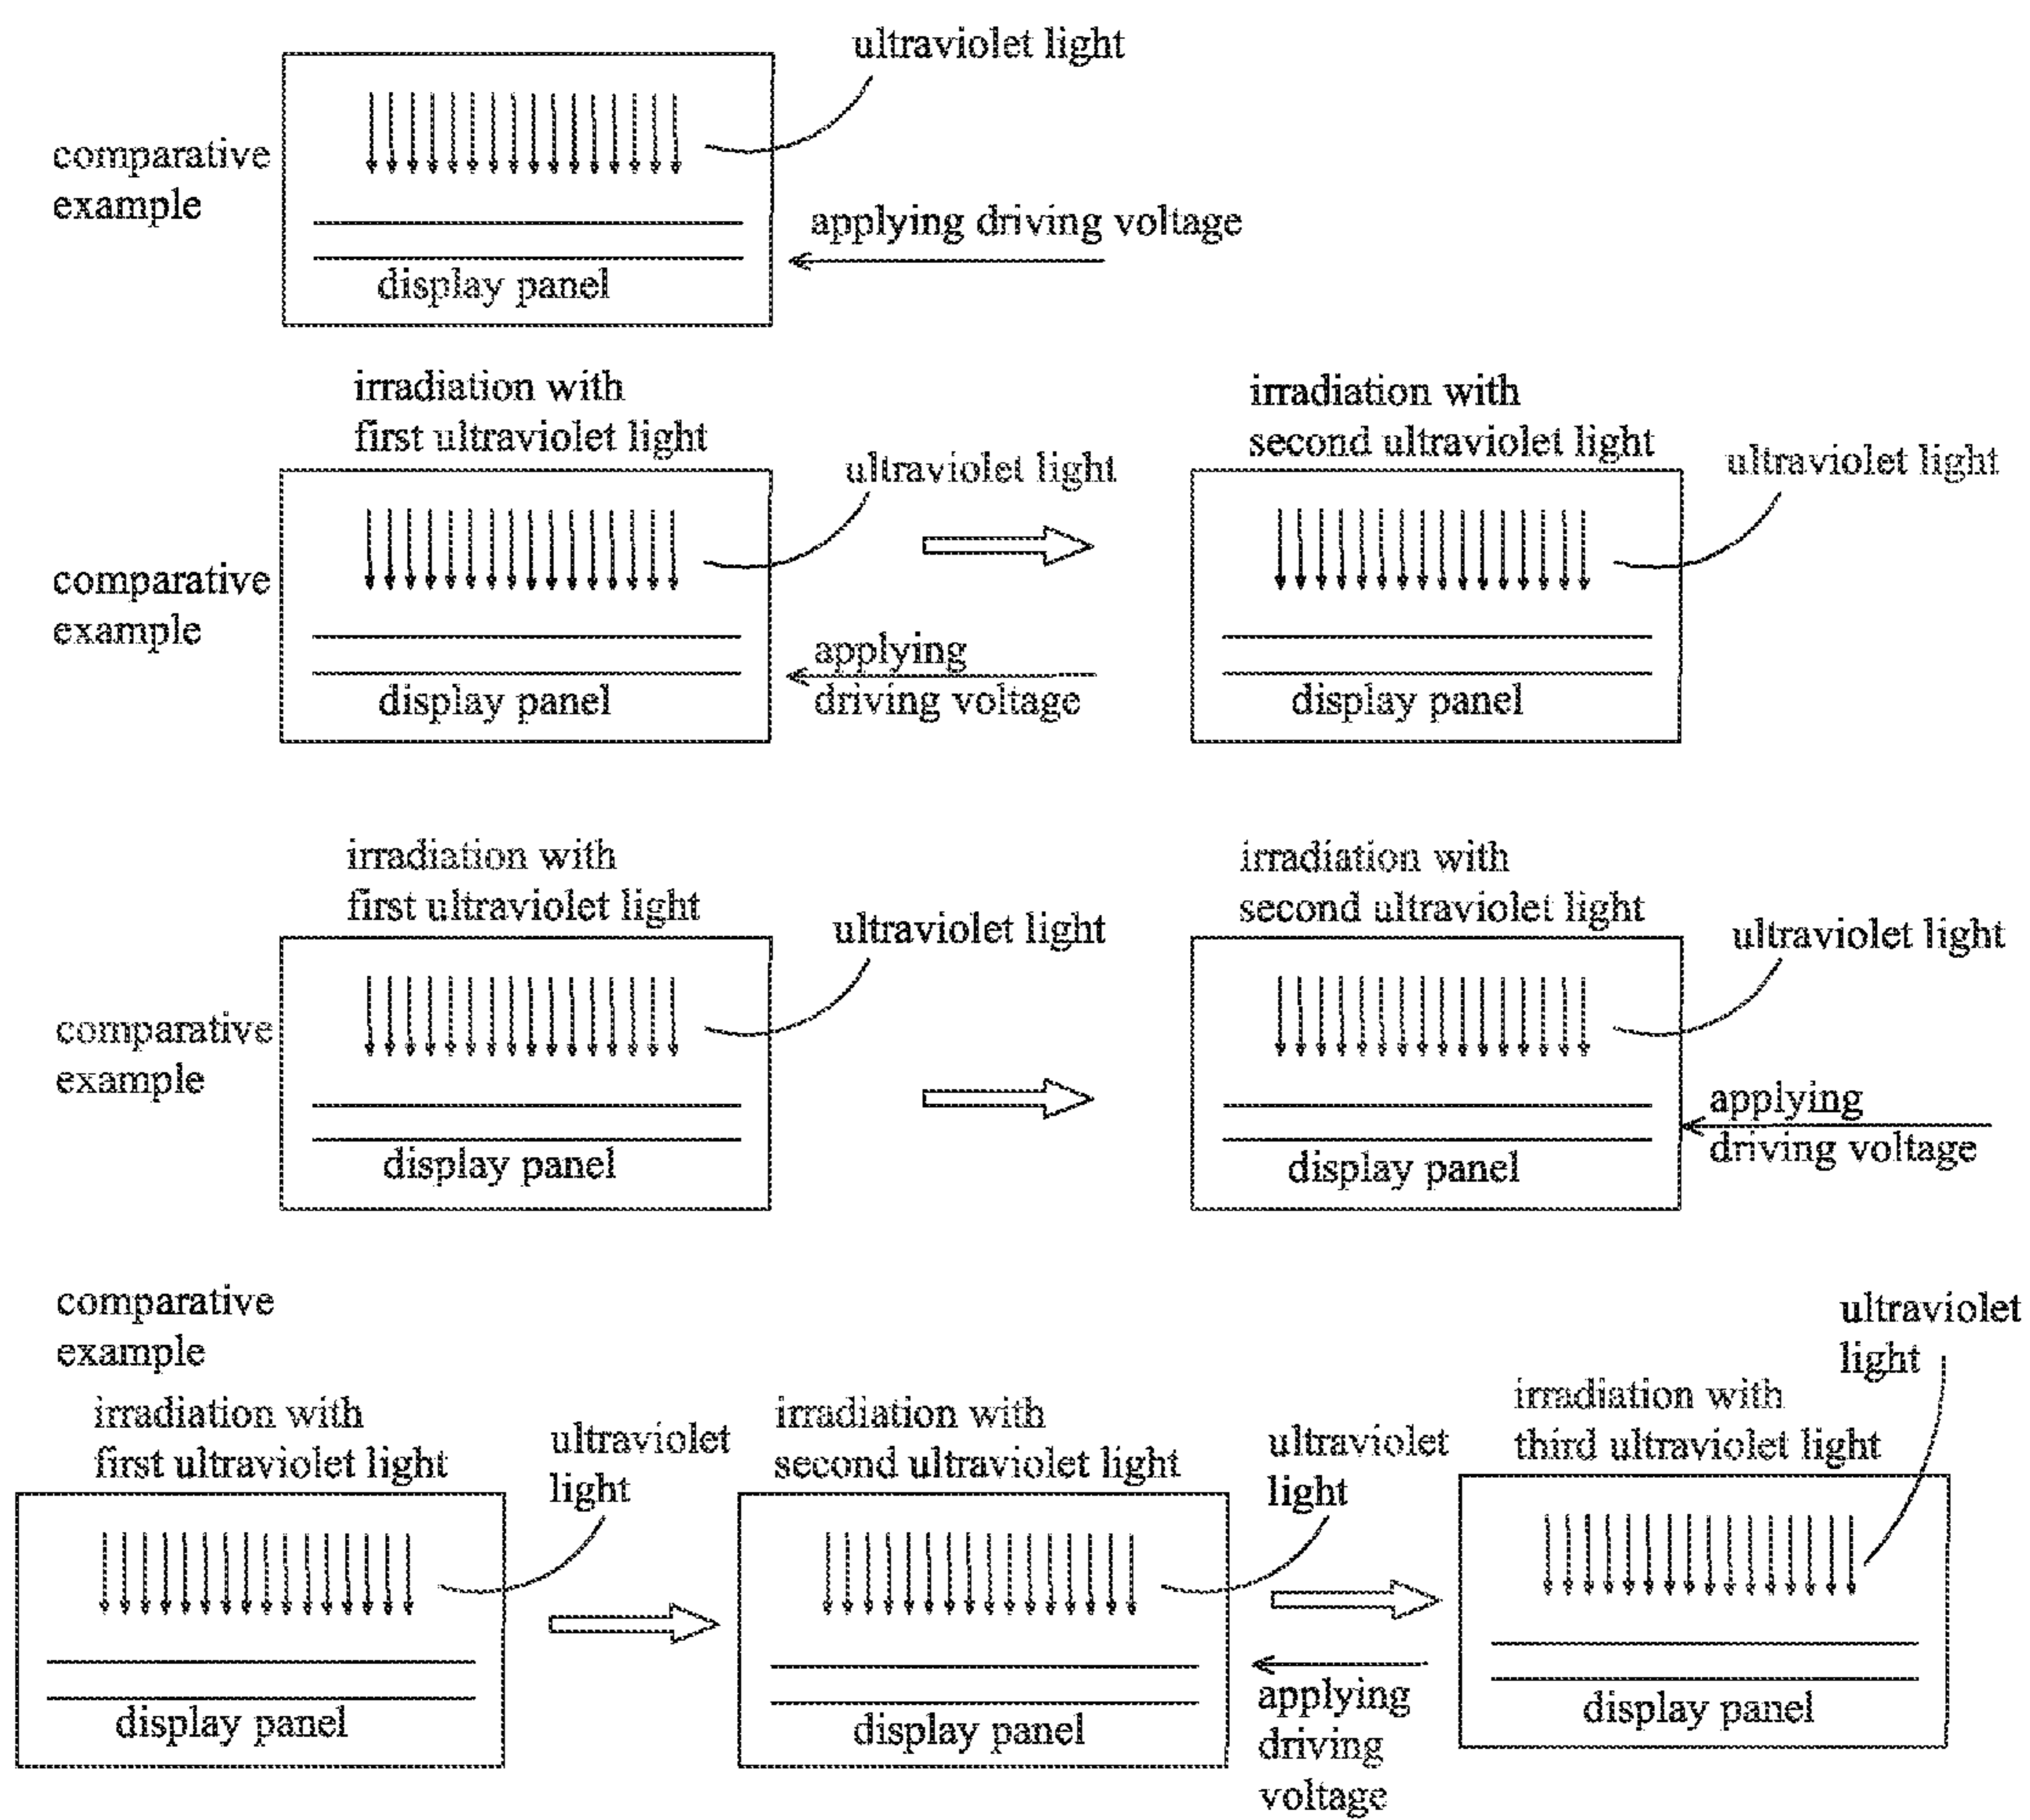 ultraviolet light
comparative
example
applying driving voltage
display panel
irradiation with
first ultraviolet light
irradiation with
second ultraviolet light
ultraviolet light
ultraviolet light
comparative
example
applying
driving voltage
display panel
display panel
irradiation with
first ultraviolet light
irradiation with
second ultraviolet light
ultraviolet light
ultraviolet light
comparative
example
applying
driving voltage
display panel
display panel
comparative
example
ultraviolet
light
irradiation with
first ultraviolet light
ultraviolet
light
irradiation with
second ultraviolet light
ultraviolet
light
irradiation with
third ultraviolet light
display panel
display panel
applying
driving
voltage
display panel